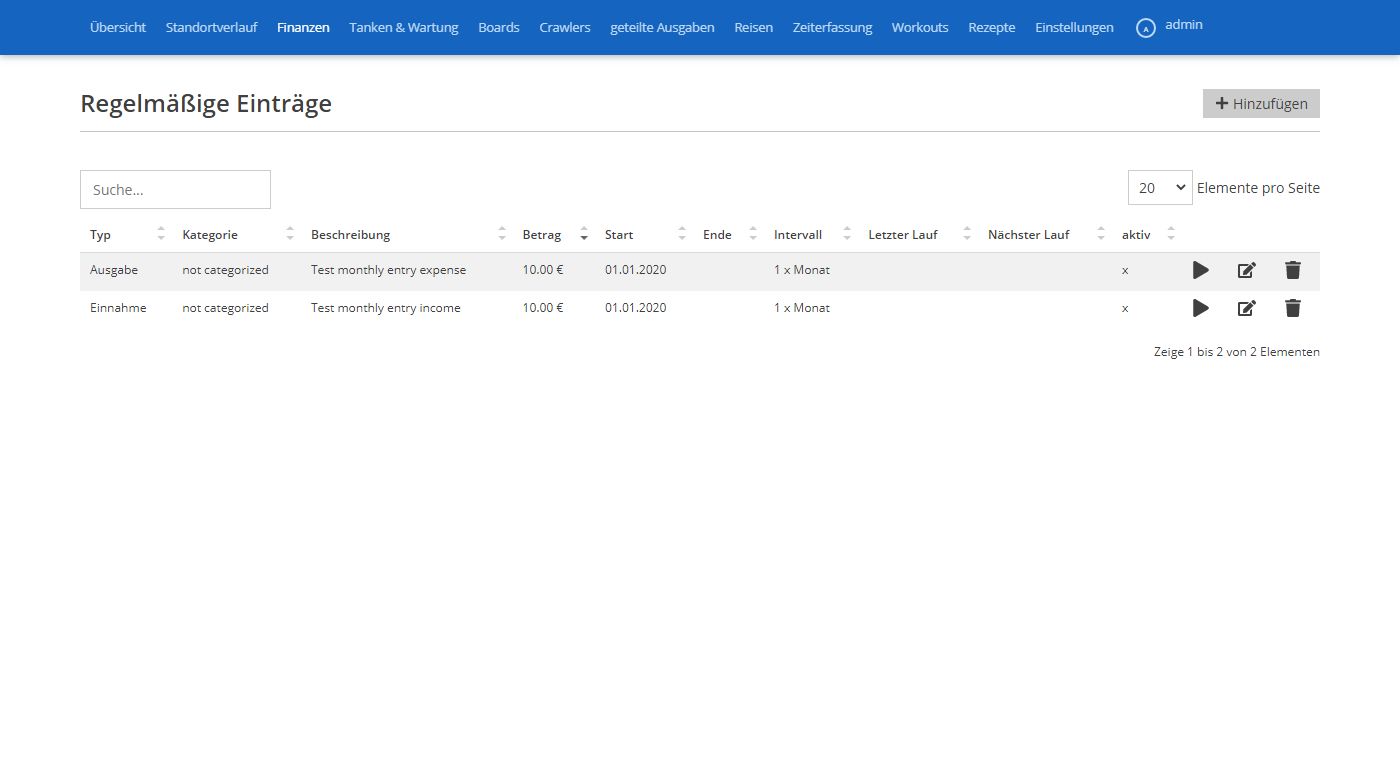 Übersicht Standortverlauf Finanzen Tanken & Wartung Boards Crawlers geteilte Ausgaben Reisen Zeiterfassung Workouts Rezepte Einstellungen A admin
Regelmäßige Einträge Hinzufügen
Suche... 20 Elemente pro Seite
Typ Kategorie Beschreibung Betrag Start Ende Intervall Letzter Lauf Nächster Lauf aktiv
Ausgabe not categorized Test monthly entry expense 10.00 € 01.01.2020 1 x Monat x
Einnahme not categorized Test monthly entry income 10.00 € 01.01.2020 1 x Monat x
Zeige 1 bis 2 von 2 Elementen